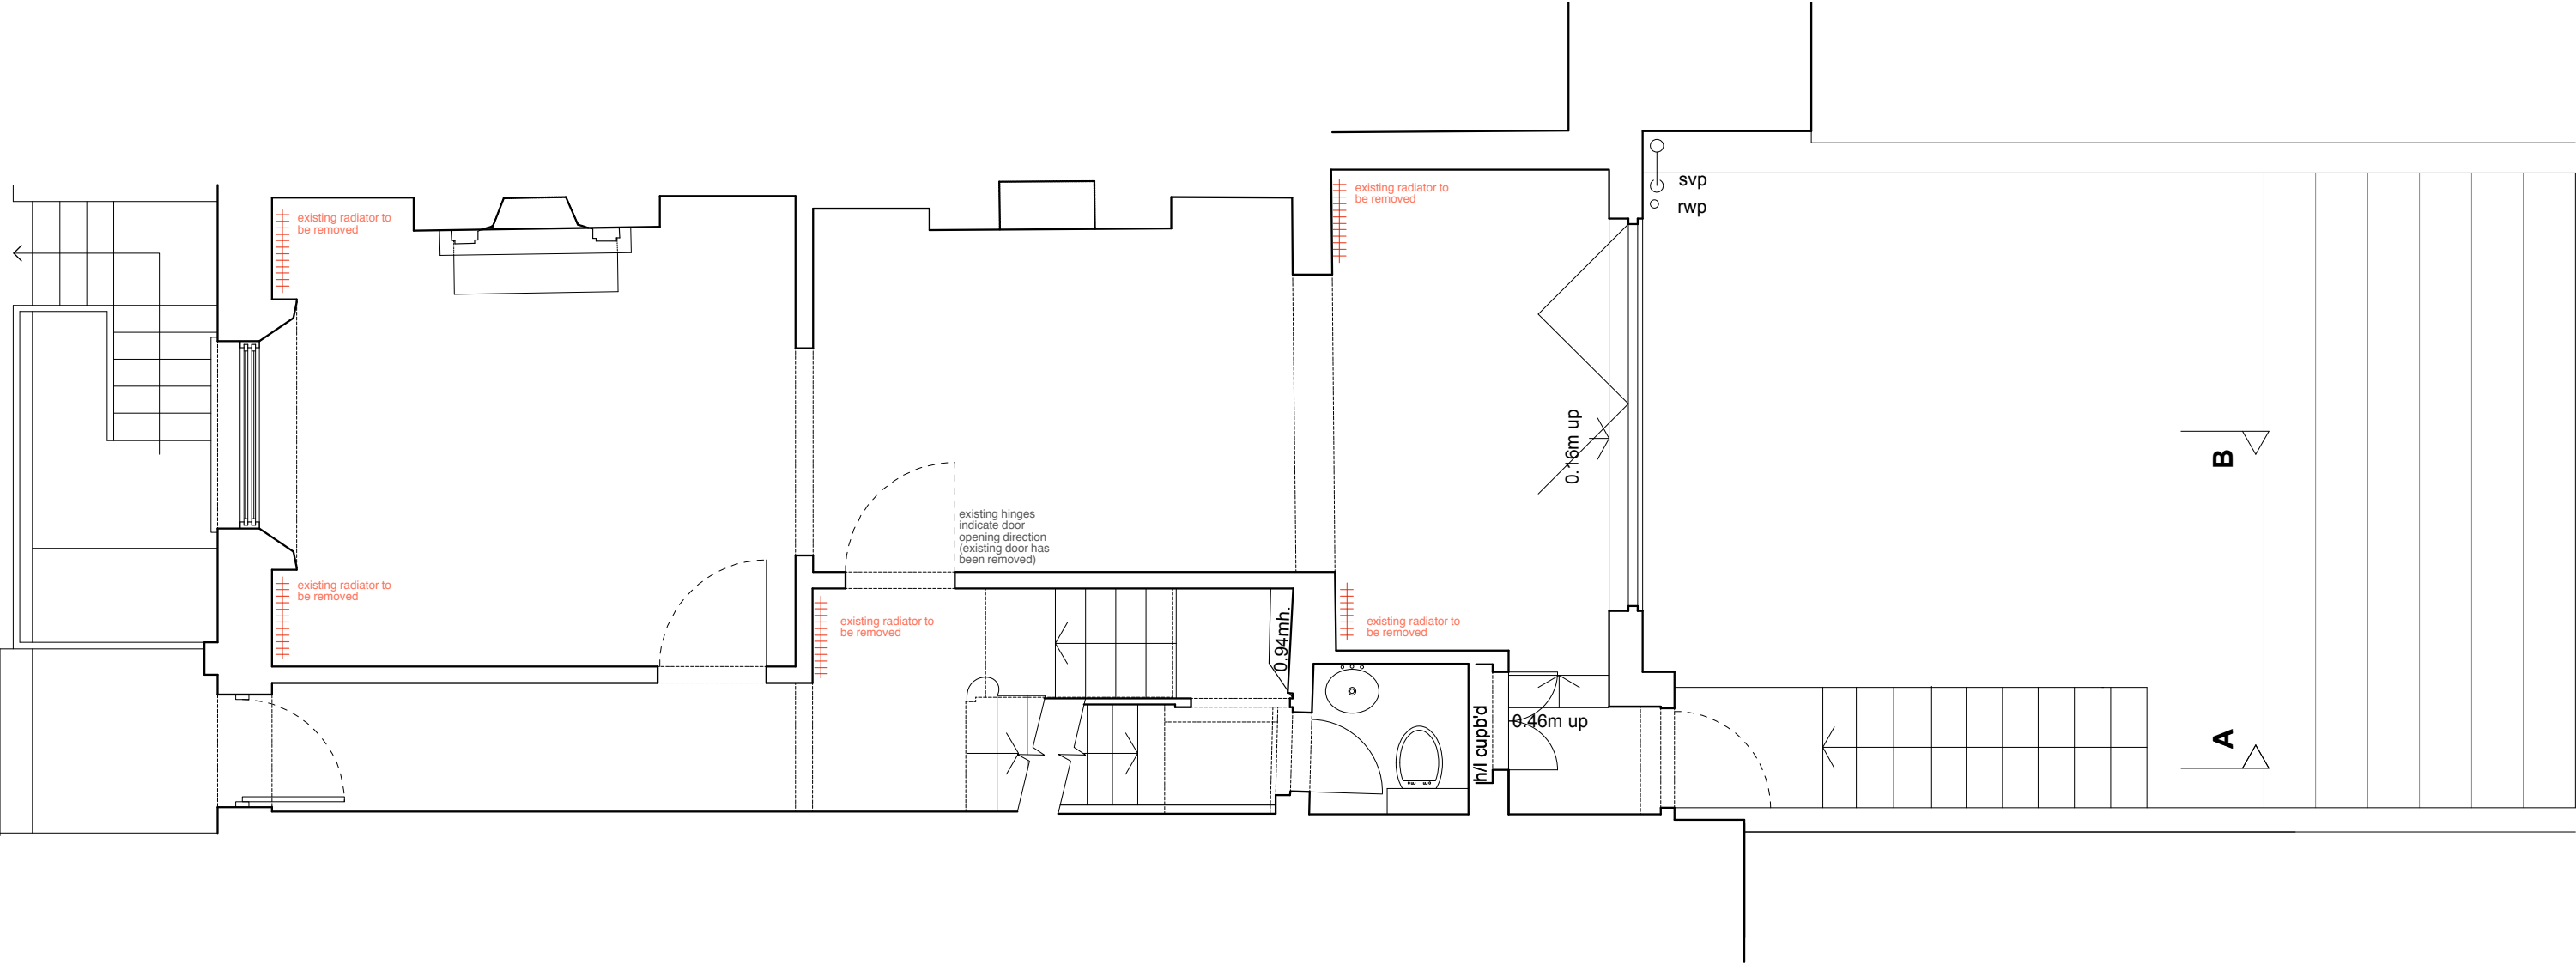 existing radiator to
be removed
existing radiator to
be removed
svp
rwp
0.16m up
B
existing hinges
indicate door
opening direction
(existing door has
been removed)
existing radiator to
be removed
existing radiator to
be removed
0.94mh.
existing radiator to
be removed
h/l cupb'd
0.46m up
A